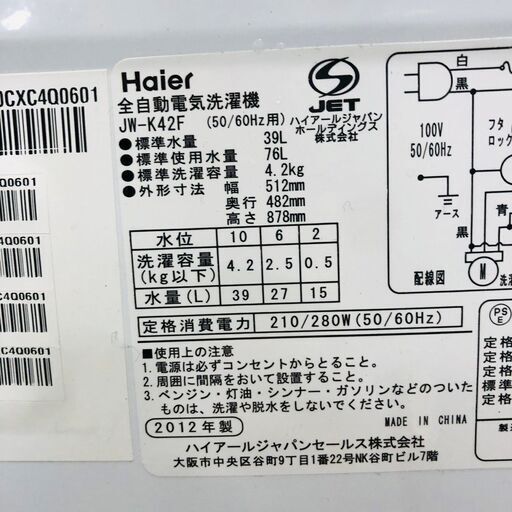 0CXC4Q0601
4Q0601
4Q0601
4Q0601
C4Q0601
Haier
全自動電気洗濯機
JW-K42F (50/60Hz用)
JET
ハイアールジャパン
ホールディングス
株式会社
●標準水量 39L
●標準使用水量 76L
●標準洗濯容量 4.2kg
●外形寸法 幅 512mm
奥行 482mm
高さ 878mm
水位 10 6 2
洗濯容量(kg以下) 4.2 2.5 0.5
水量(L) 39 27 15
定格消費電力 210/280W(50/60Hz)
■使用上の注意
1.電源は必ずコンセントからとること。
2.周囲に間隔をおいて設置すること。
3.ベンジン・灯油・シンナー・ガソリンなどのついた
ものは、洗濯や脱水をしないでください。
2012年製
MADE IN CHINA
ハイアールジャパンセールス株式会社
大阪市中央区谷町9丁目1番22号NK谷町ビル7階
白
黒
100V
50/60Hz
フタ
ロック
アース
青
黒
配線図
M
洗濯
PS
E
定格
定格
定格
標準
定格
製造